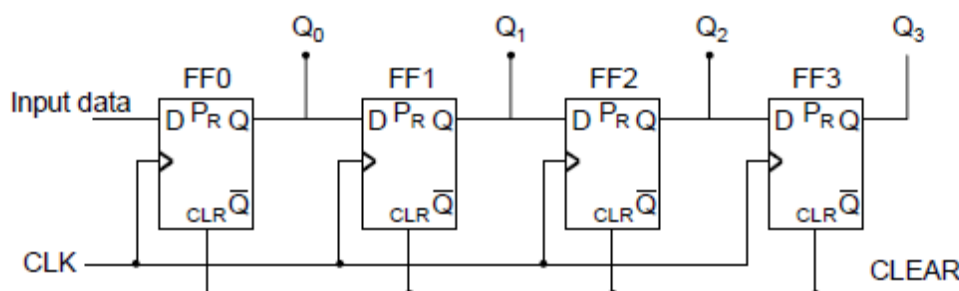 Q0 Q1 Q2 Q3
FF0 FF1 FF2 FF3
Input data
D PR Q D PR Q D PR Q D PR Q
CLR Q̅ CLR Q̅ CLR Q̅ CLR Q̅
CLK
CLEAR